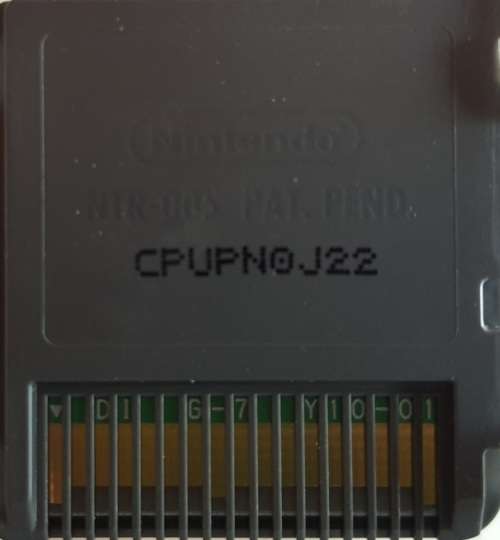 Nintendo
NTR-005 PAT. PEND.
CPUPN0J22
▼ DI G-7 Y10-01